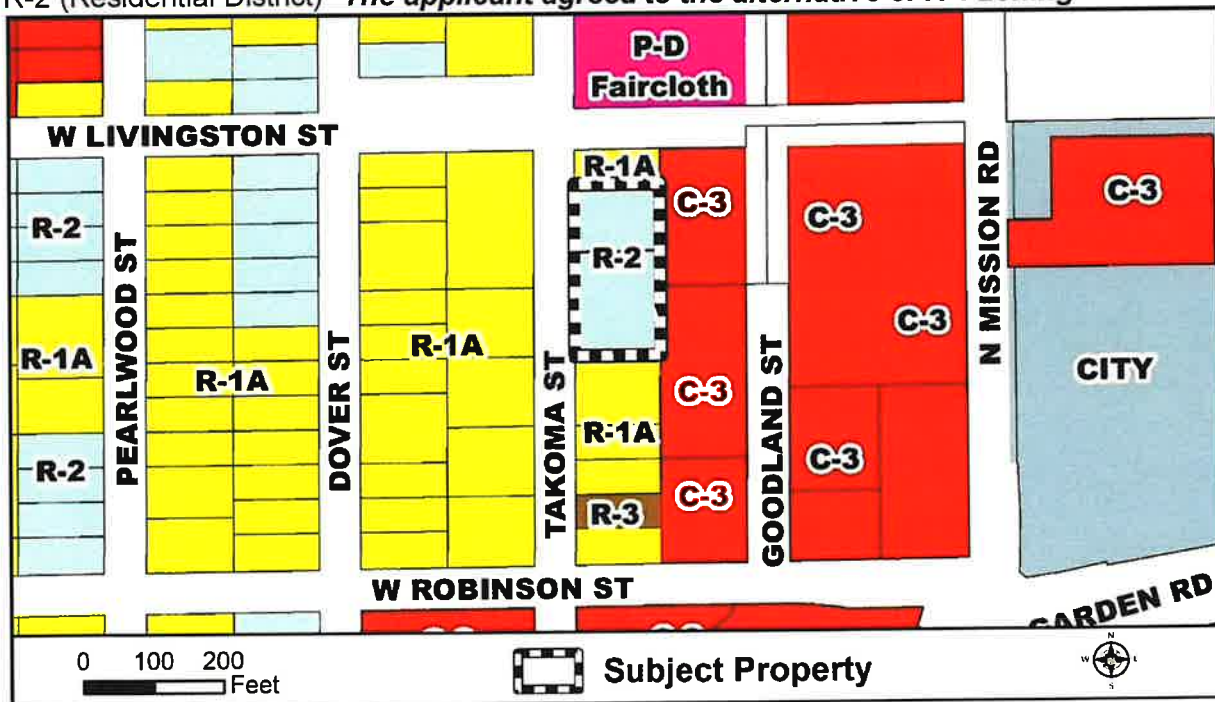 R-2 (Residential District)
P-D
Faircloth
W LIVINGSTON ST
R-1A
R-2
C-3
C-3
C-3
R-2
PEARLWOOD ST
N MISSION RD
C-3
R-1A
R-1A
DOVER ST
R-1A
TAKOMA ST
C-3
GOODLAND ST
CITY
R-2
R-1A
C-3
C-3
R-3
W ROBINSON ST
GARDEN RD
0 100 200
Feet
Subject Property
N
W
S